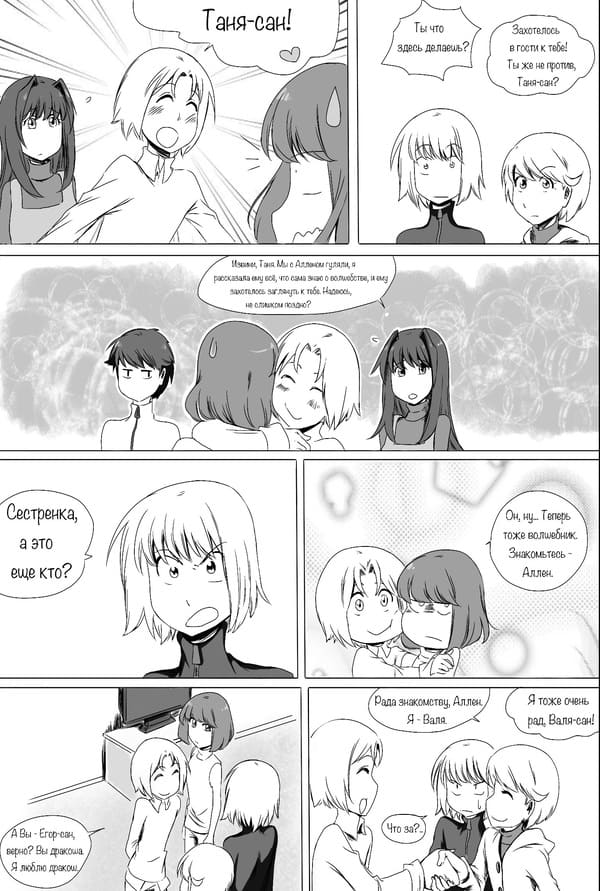 Таня-сан!
Ты что
здесь делаешь?
Захотелось
в гости к тебе!
Ты же не против,
Таня-сан?
Извини, Таня. Мы с Алленом гуляли, я
рассказала ему всё, что сама знаю о волшебстве, и ему
захотелось заглянуть к тебе. Надеюсь,
не слишком поздно?
Сестренка,
а это
еще кто?
Он, ну... Теперь
тоже волшебник.
Знакомьтесь -
Аллен.
А Вы - Егор-сан,
верно? Вы дракоша.
Я люблю дракош.
Рада знакомству, Аллен.
Я - Валя.
Я тоже очень
рад, Валя-сан!
Что за?..